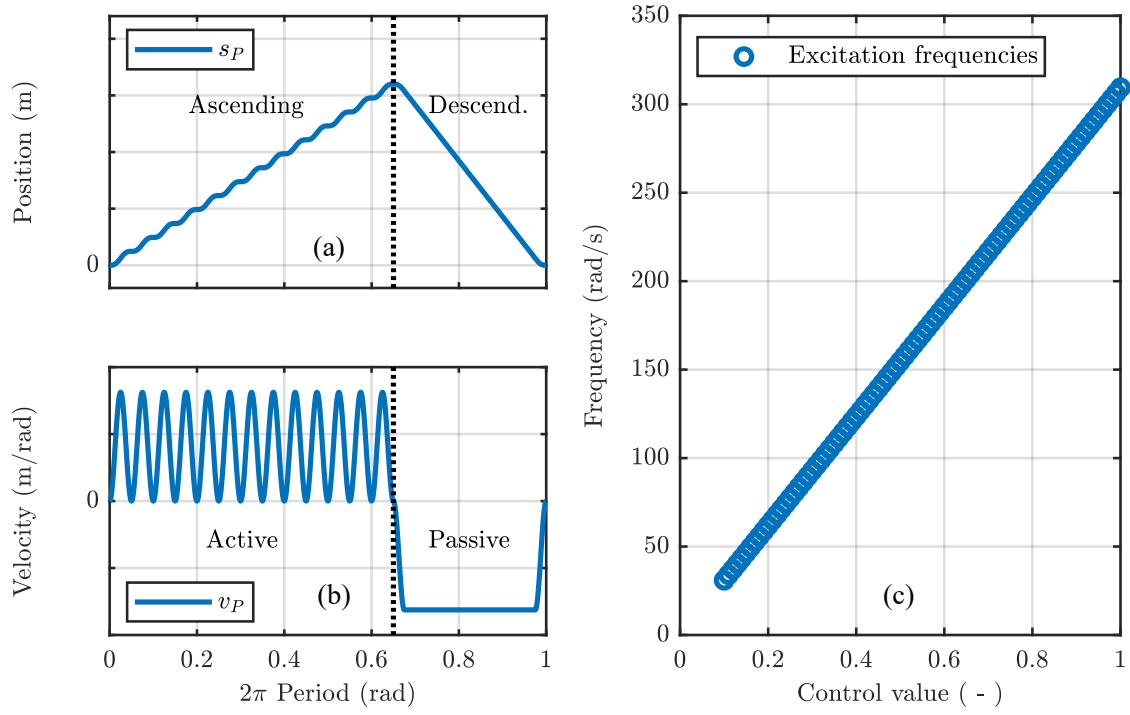 Position (m)
s_P
Ascending
Descend.
0
(a)
Velocity (m/rad)
0
Active
Passive
v_P
(b)
0 0.2 0.4 0.6 0.8 1
2π Period (rad)
Frequency (rad/s)
350
Excitation frequencies
300
250
200
150
100
50
0
(c)
0 0.2 0.4 0.6 0.8 1
Control value ( - )